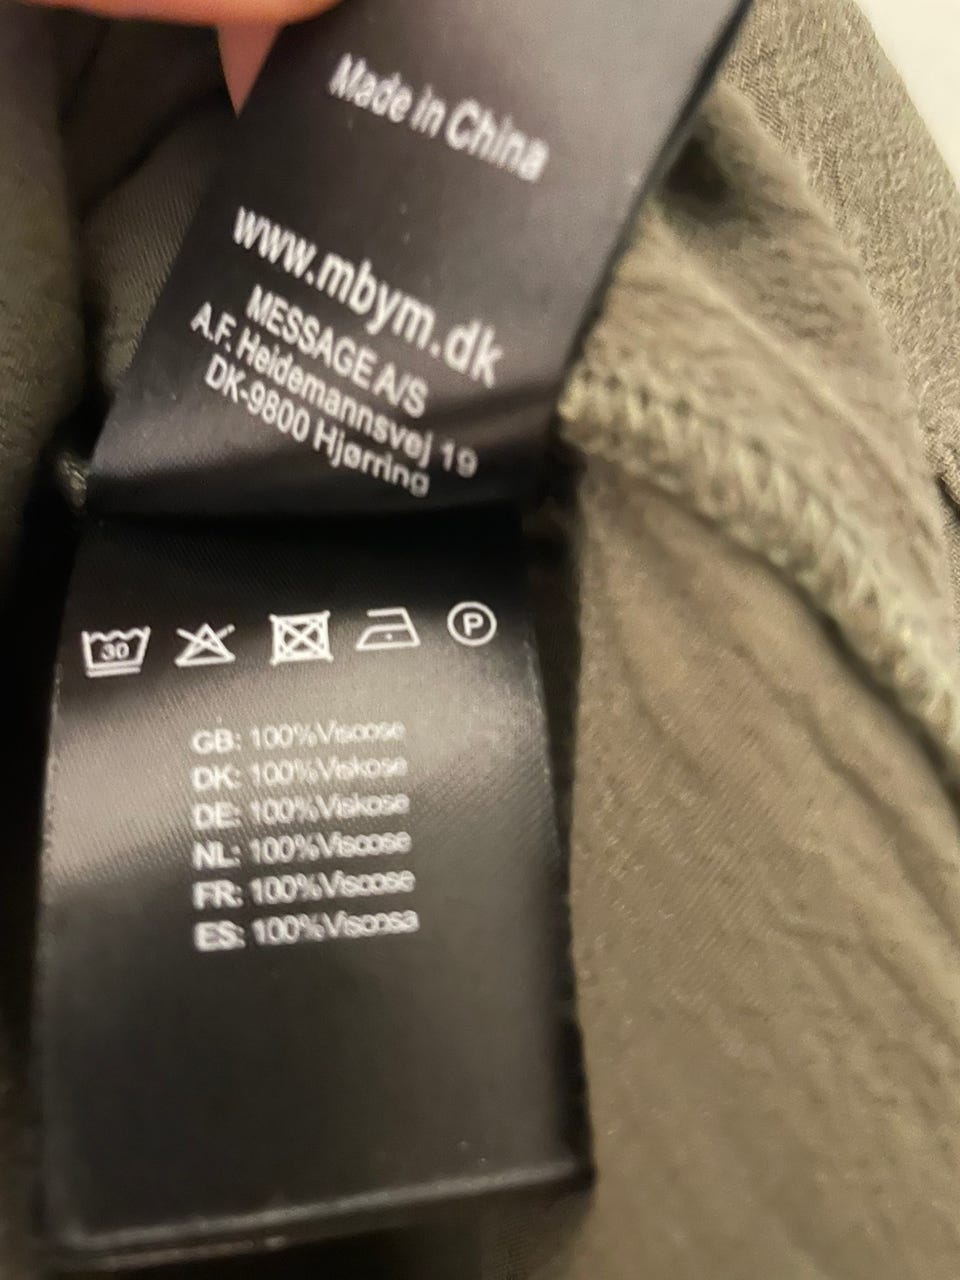 Made in China
www.mbym.dk
MESSAGE A/S
A.F. Heidemannsvej 19
DK-9800 Hjørring
30
P
GB: 100%Viscose
DK: 100%Viskose
DE: 100%Viskose
NL: 100%Viscose
FR: 100%Viscose
ES: 100%Viscosa